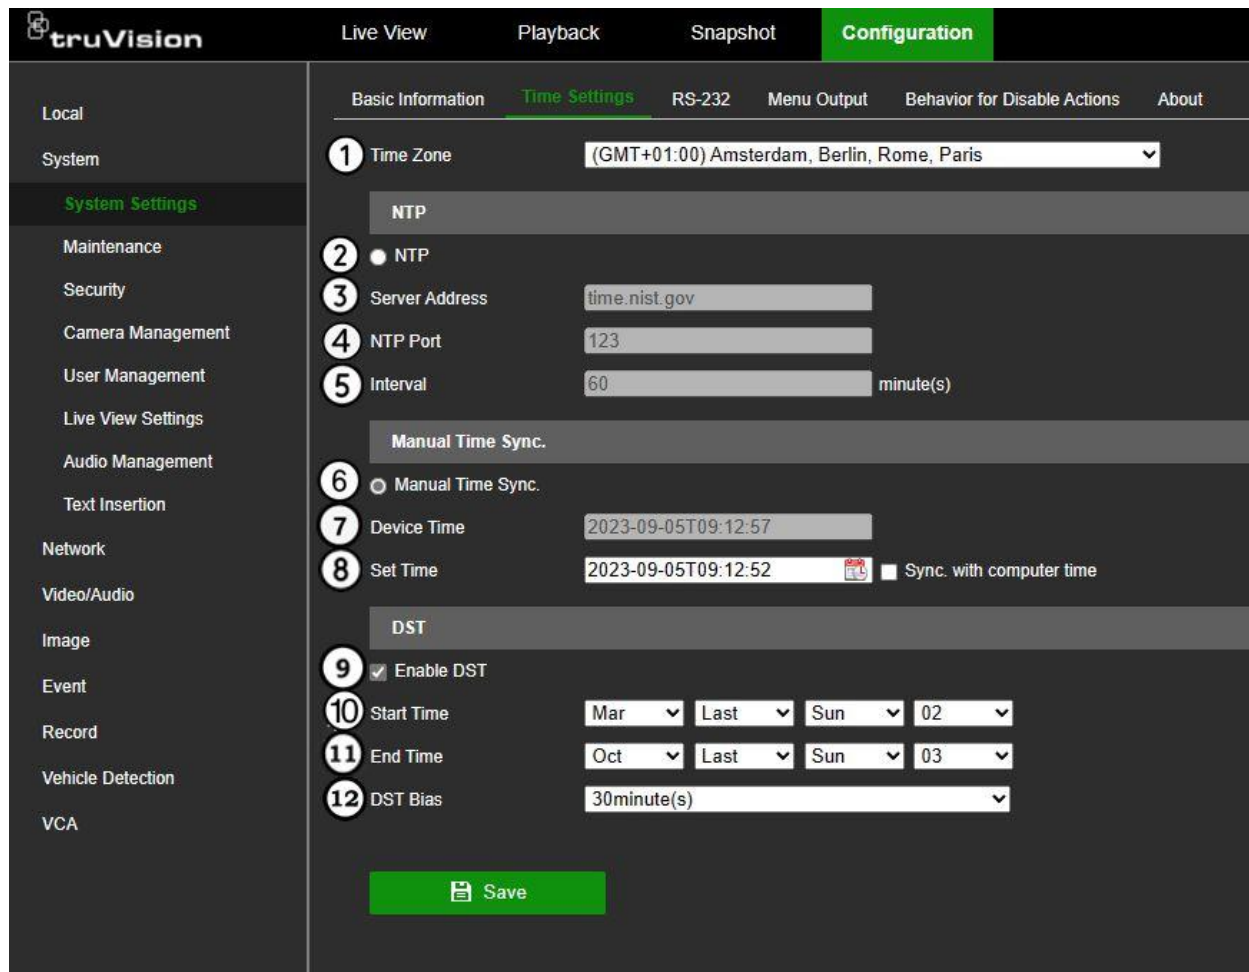 truVision
Live View Playback Snapshot Configuration
Basic Information Time Settings RS-232 Menu Output Behavior for Disable Actions About
Local
System
System Settings
Maintenance
Security
Camera Management
User Management
Live View Settings
Audio Management
Text Insertion
Network
Video/Audio
Image
Event
Record
Vehicle Detection
VCA
1 Time Zone (GMT+01:00) Amsterdam, Berlin, Rome, Paris
NTP
2 NTP
3 Server Address time.nist.gov
4 NTP Port 123
5 Interval 60 minute(s)
Manual Time Sync.
6 Manual Time Sync.
7 Device Time 2023-09-05T09:12:57
8 Set Time 2023-09-05T09:12:52 Sync. with computer time
DST
9 Enable DST
10 Start Time Mar Last Sun 02
11 End Time Oct Last Sun 03
12 DST Bias 30minute(s)
Save